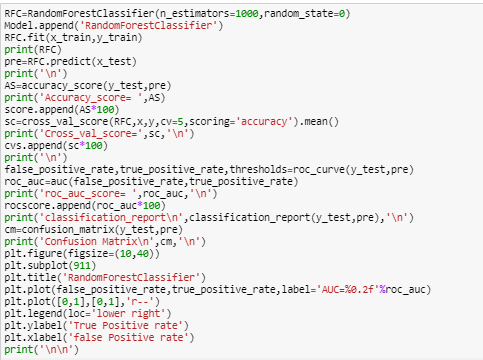 RFC=RandomForestClassifier(n_estimators=1000,random_state=0)
Model.append('RandomForestClassifier')
RFC.fit(x_train,y_train)
print(RFC)
pre=RFC.predict(x_test)
print('\n')
AS=accuracy_score(y_test,pre)
print('Accuracy_score= ',AS)
score.append(AS*100)
sc=cross_val_score(RFC,x,y,cv=5,scoring='accuracy').mean()
print('Cross_val_score=',sc,'\n')
cvs.append(sc*100)
print('\n')
false_positive_rate,true_positive_rate,thresholds=roc_curve(y_test,pre)
roc_auc=auc(false_positive_rate,true_positive_rate)
print('roc_auc_score= ',roc_auc,'\n')
rocscore.append(roc_auc*100)
print('classification_report\n',classification_report(y_test,pre),'\n')
cm=confusion_matrix(y_test,pre)
print('Confusion Matrix\n',cm,'\n')
plt.figure(figsize=(10,40))
plt.subplot(911)
plt.title('RandomForestClassifier')
plt.plot(false_positive_rate,true_positive_rate,label='AUC=%0.2f'%roc_auc)
plt.plot([0,1],[0,1],'r--')
plt.legend(loc='lower right')
plt.ylabel('True Positive rate')
plt.xlabel('false Positive rate')
print('\n\n')